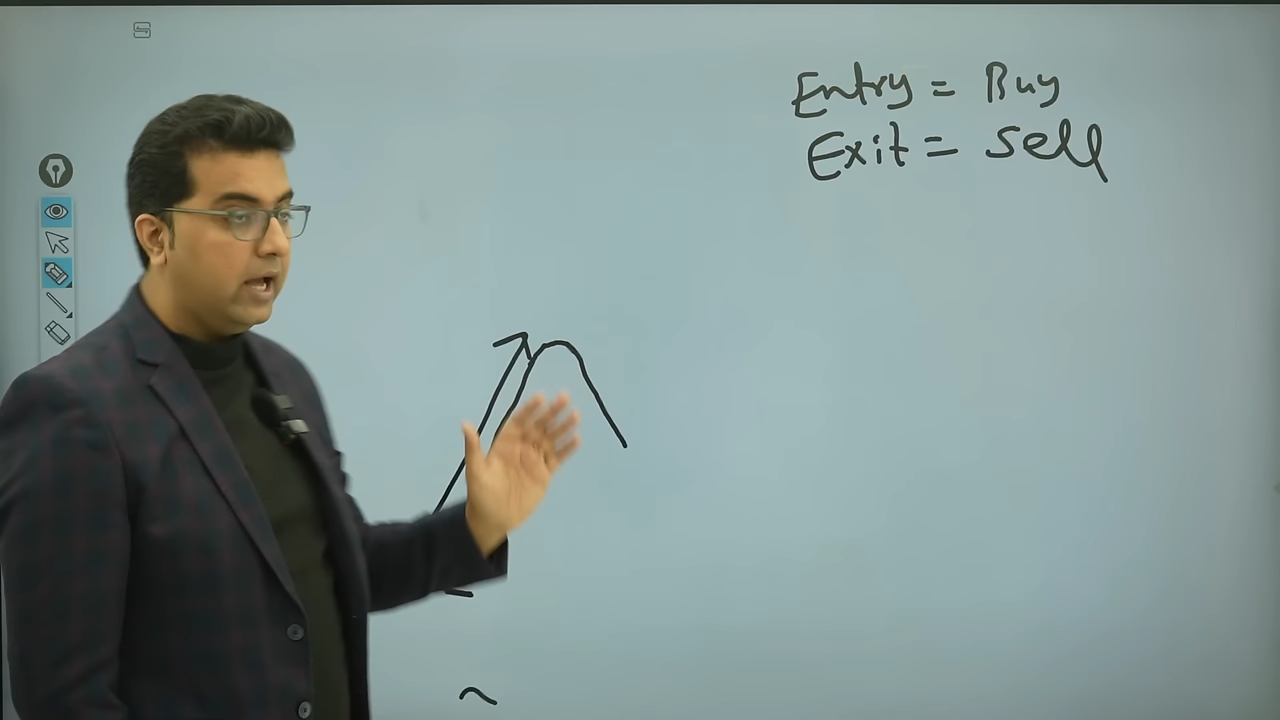 Entry = Buy
Exit = Sell